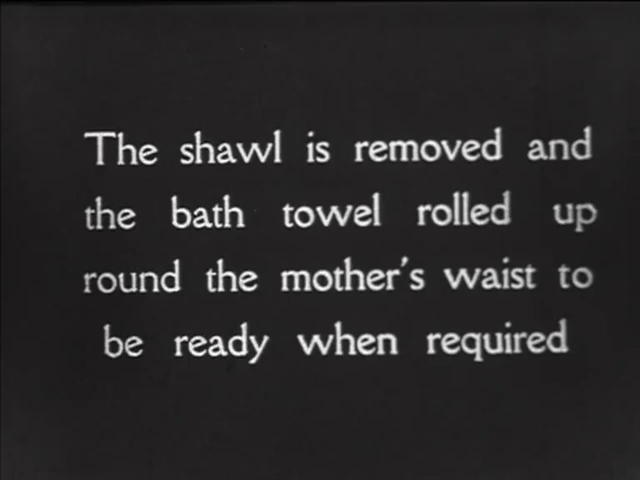 The shawl is removed and
the bath towel rolled up
round the mother's waist to
be ready when required